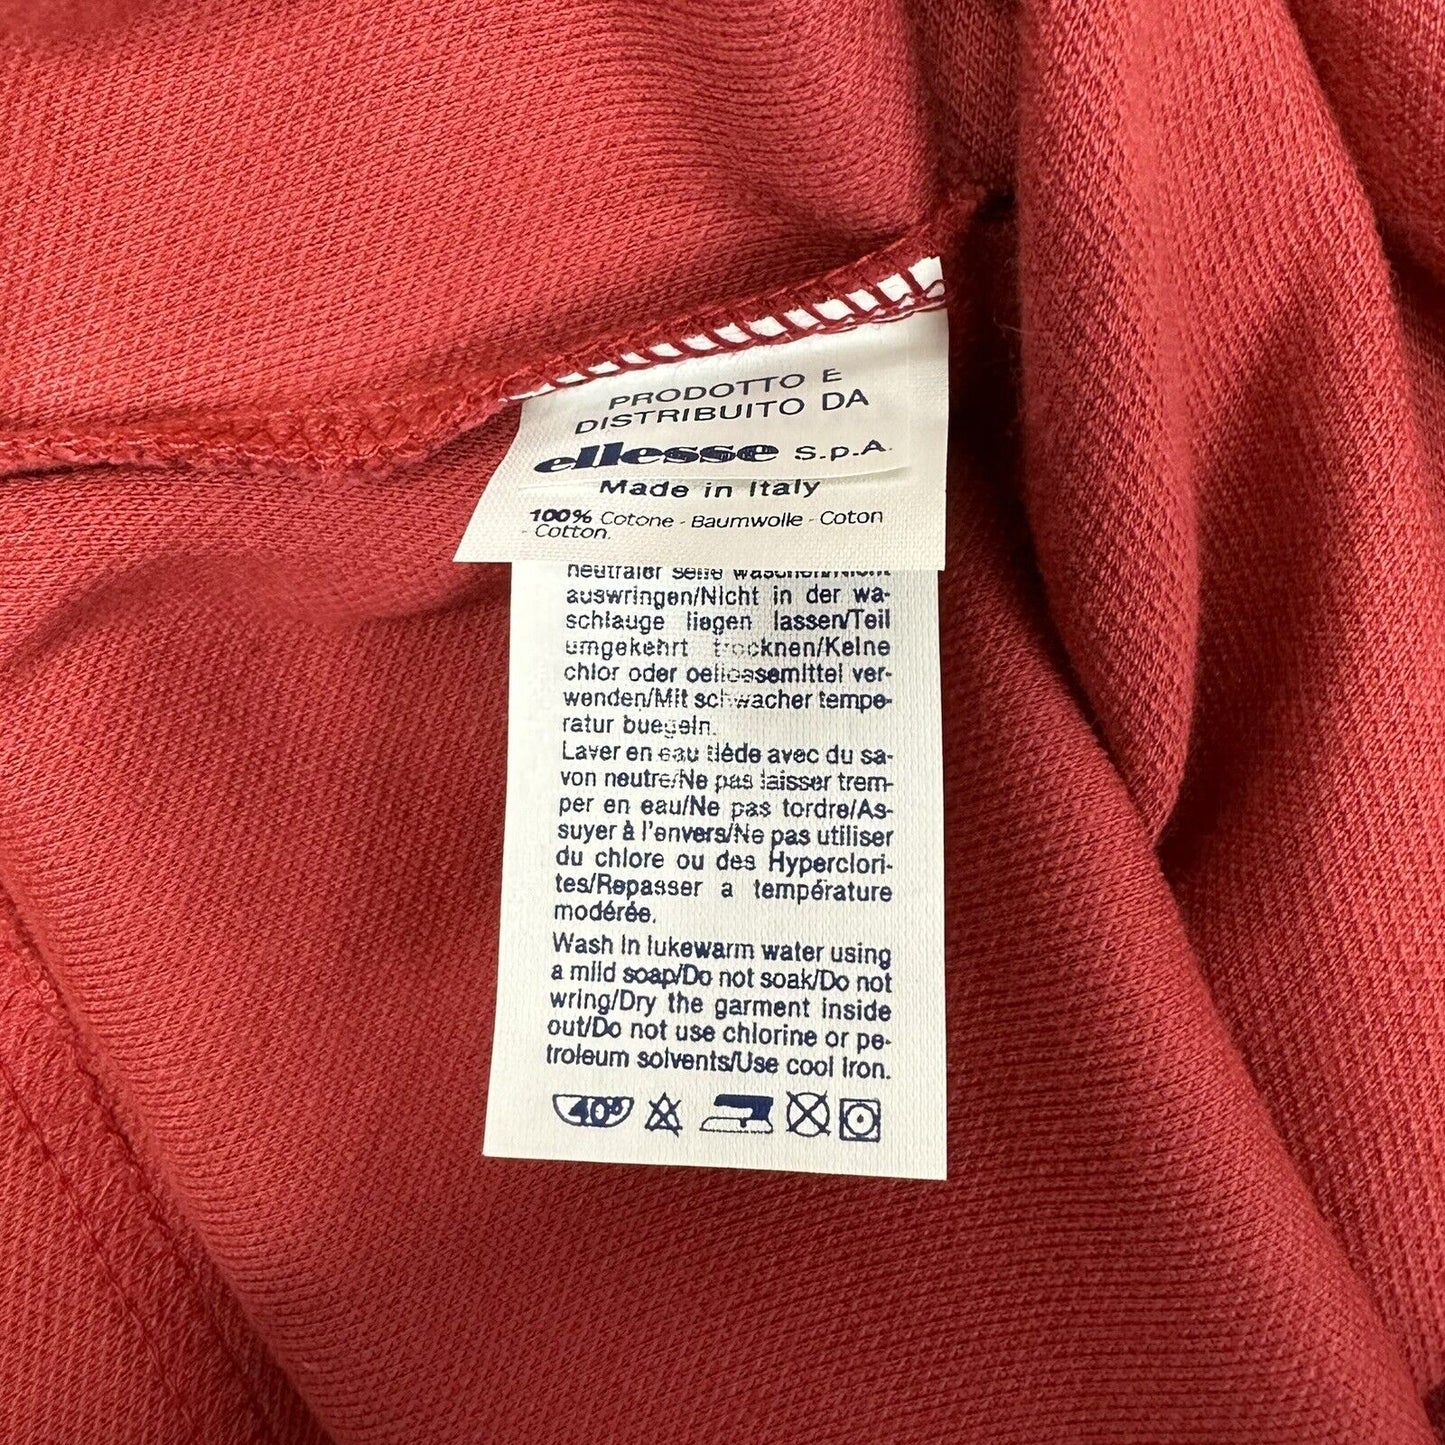 PRODOTTO E
DISTRIBUITO DA
ellesse S.p.A.
Made in Italy
100% Cotone - Baumwolle - Coton
- Cotton.
neutraler seife waschen/Nicht
auswringen/Nicht in der wa-
schlauge liegen lassen/Teil
umgekehrt trocknen/Keine
chlor oder oelloesemittel ver-
wenden/Mit schwacher tempe-
ratur buegeln.
Laver en eau tiède avec du sa-
von neutre/Ne pas laisser trem-
per en eau/Ne pas tordre/As-
suyer à l'envers/Ne pas utiliser
du chlore ou des Hyperclori-
tes/Repasser a température
modérée.
Wash in lukewarm water using
a mild soap/Do not soak/Do not
wring/Dry the garment inside
out/Do not use chlorine or pe-
troleum solvents/Use cool iron.
40°